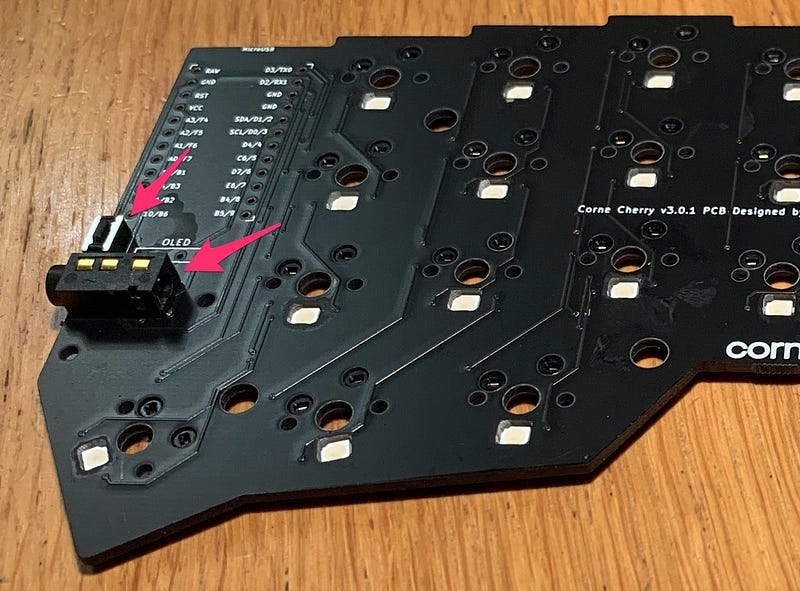 MicroUSB
RAW D3/TX0
GND D2/RX1
RST GND
VCC GND
A3/F4 SDA/D1/2
A2/F5 SCL/D0/3
A1/F6 D4/4
C6/5
/B1 D7/6
/B3 E6/7
/B2 B4/8
10/B6 B5/9
OLED
Corne Cherry v3.0.1 PCB Designed by
corn